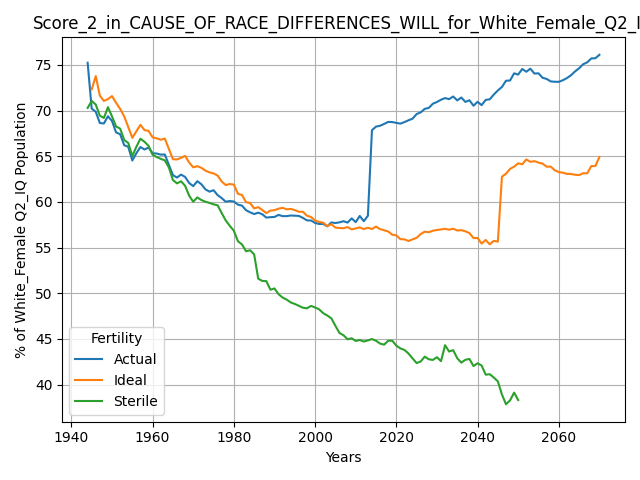 Score_2_in_CAUSE_OF_RACE_DIFFERENCES_WILL_for_White_Female_Q2_I
% of White_Female Q2_IQ Population
75
70
65
60
55
50
45
40
Fertility
Actual
Ideal
Sterile
1940 1960 1980 2000 2020 2040 2060
Years